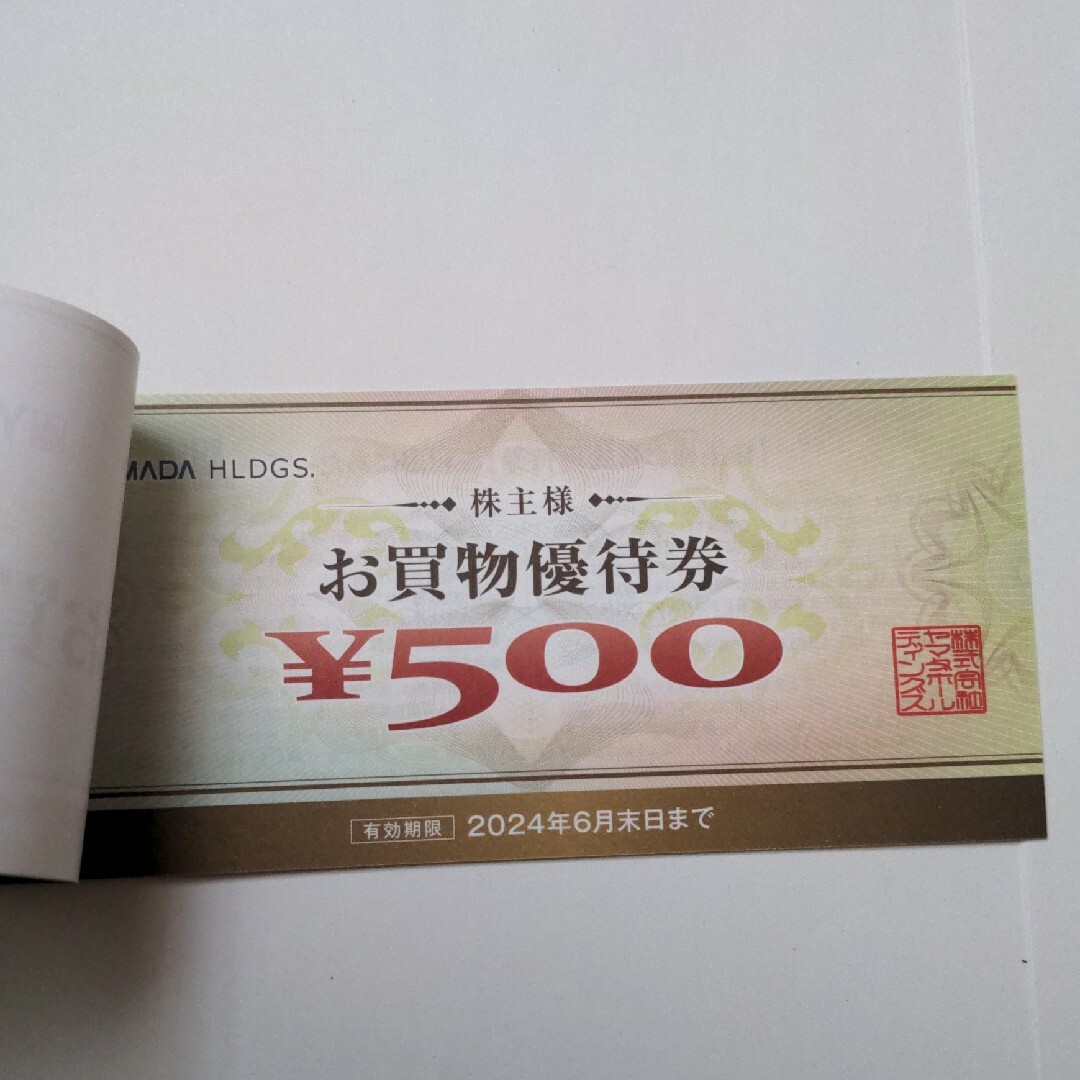 MADA HLDGS.
株主様
お買物優待券
¥500
株式会社
ヤマダホール
ディングス
有効期限 2024年6月末日まで